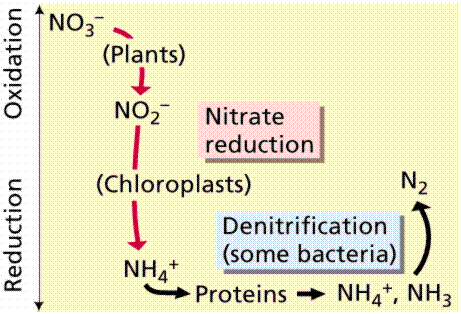 Oxidation
Reduction
NO₃⁻
(Plants)
NO₂⁻
Nitrate
reduction
(Chloroplasts)
N₂
Denitrification
(some bacteria)
NH₄⁺
Proteins
NH₄⁺, NH₃